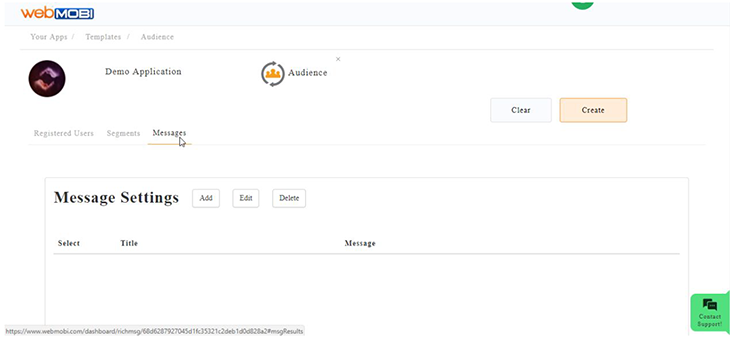 webMOBI
Your Apps / Templates / Audience
Demo Application
Audience
×
Clear Create
Registered Users Segments Messages
Message Settings Add Edit Delete
Select Title Message
Contact
Support!
https://www.webmobi.com/dashboard/richmsg/68d6287927045d1fc35321c2deb1d0d828a2#msgResults